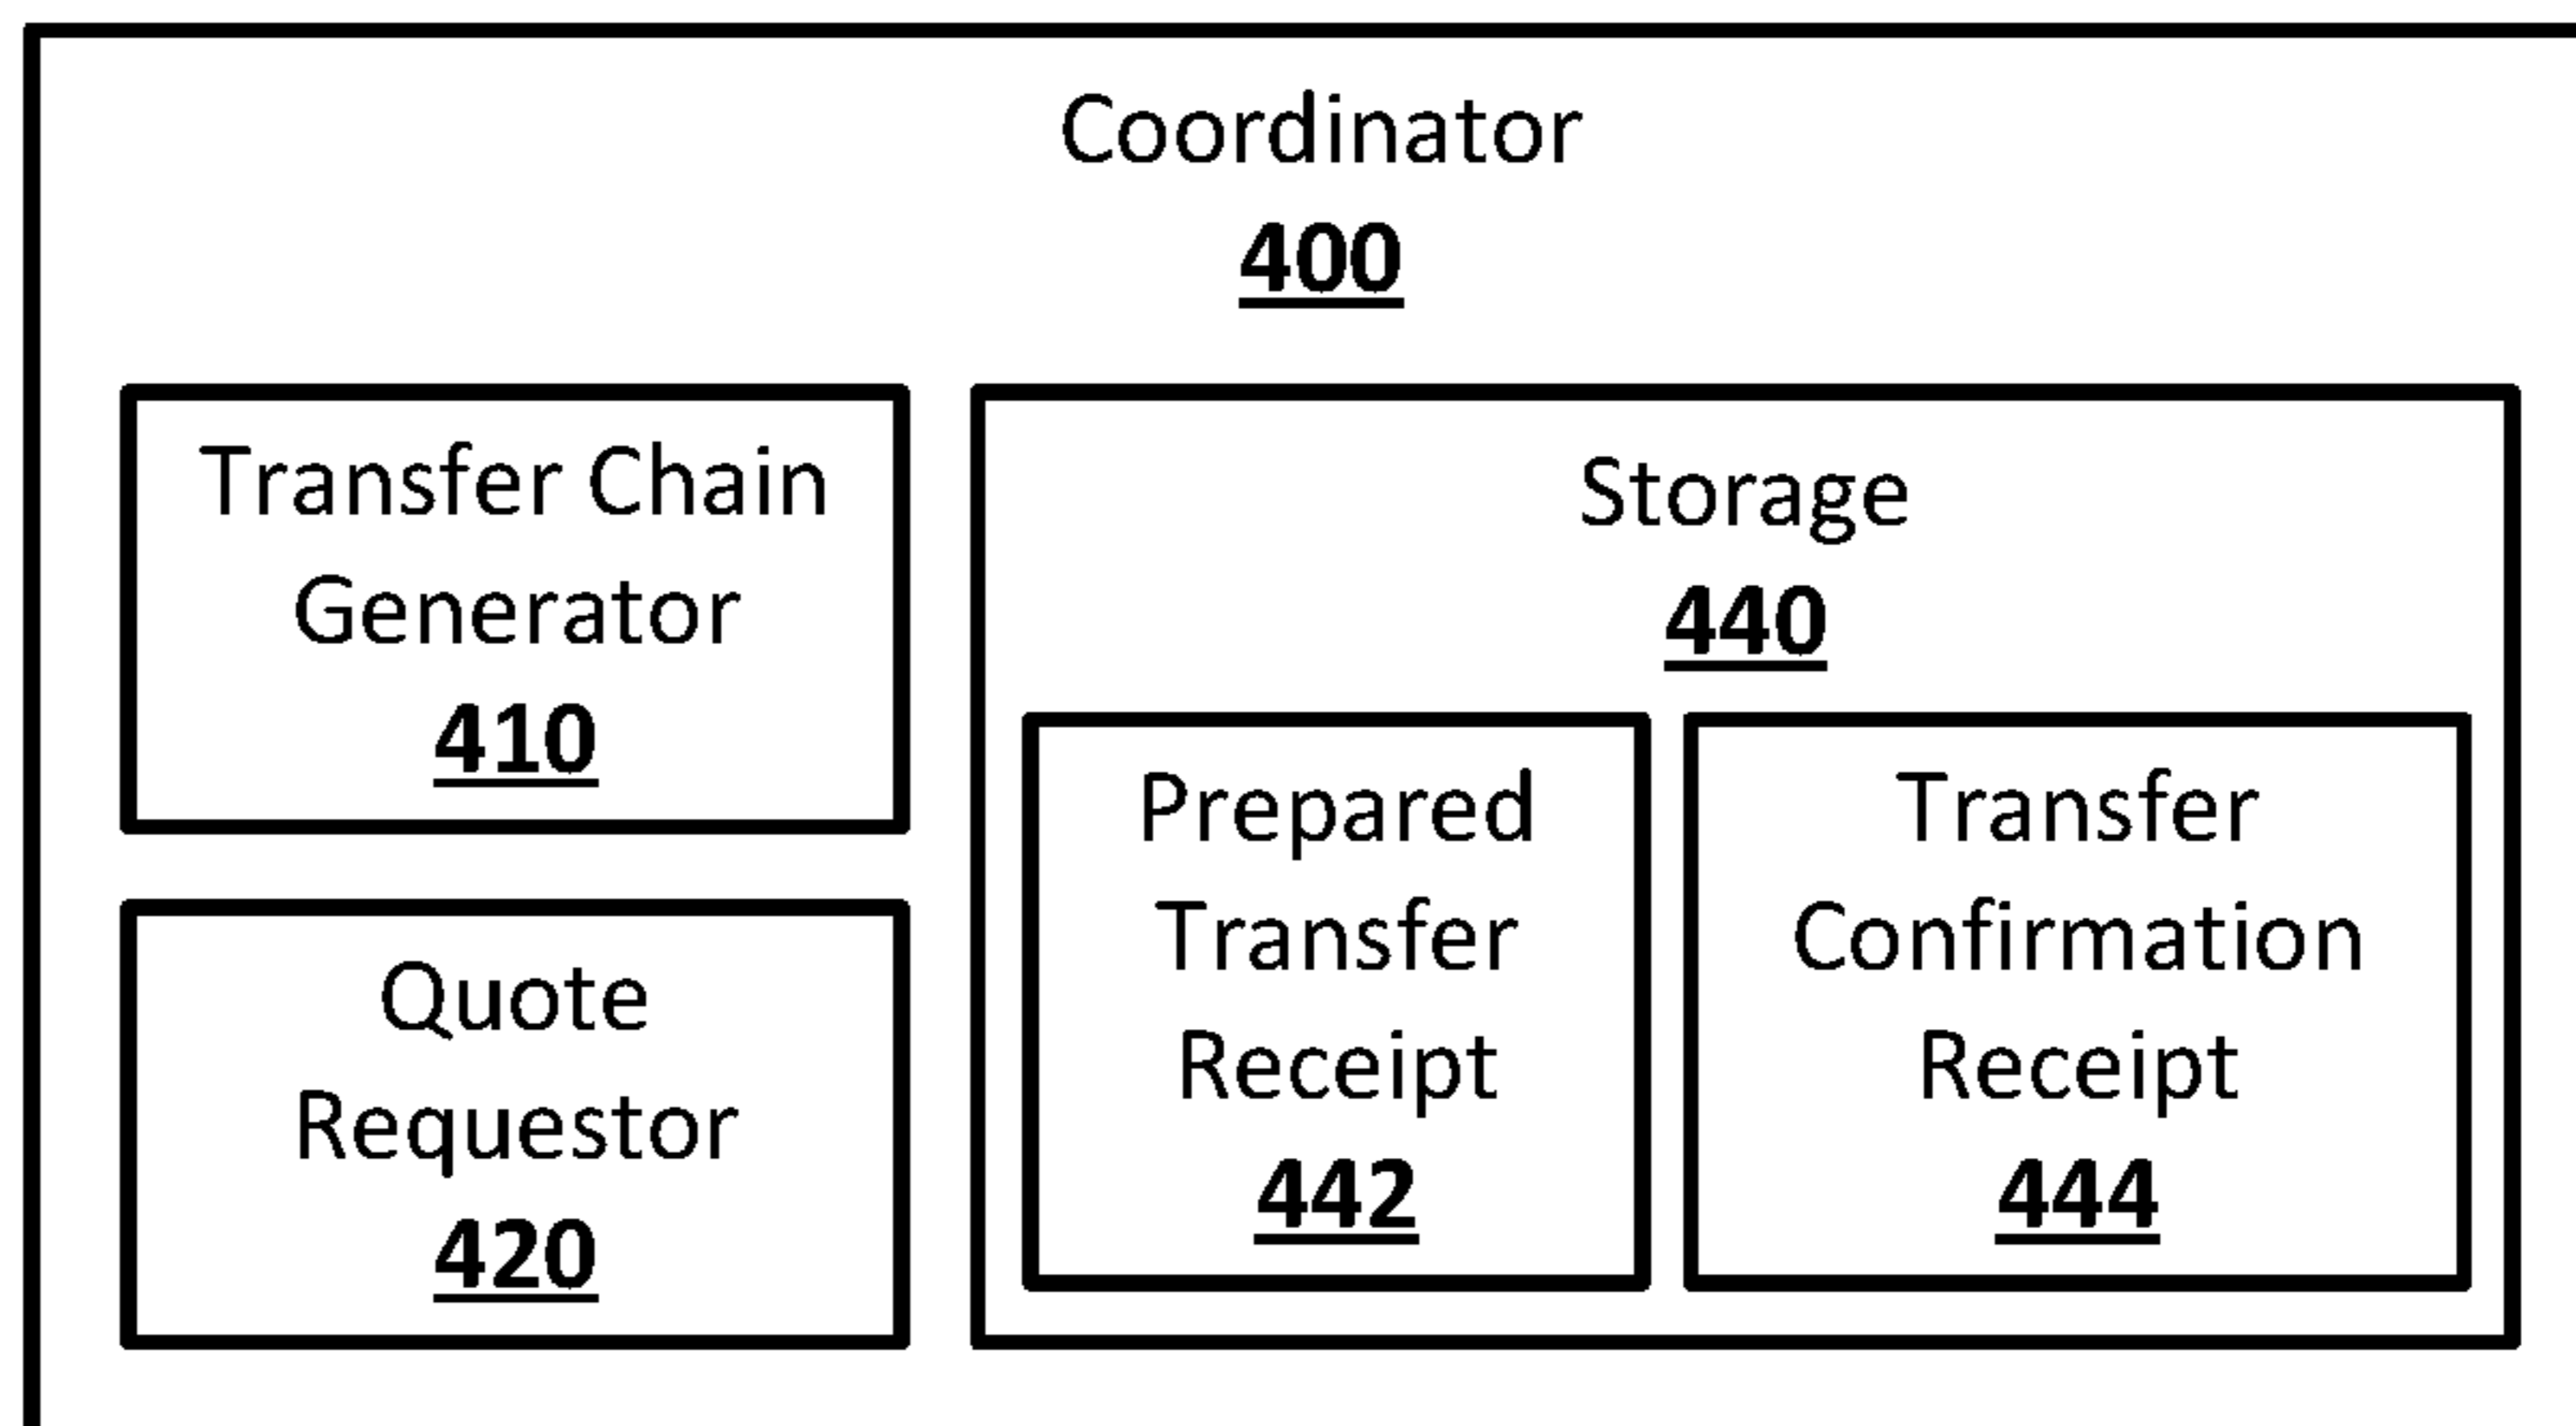 Coordinator
400
Transfer Chain
Generator
410
Quote
Requestor
420
Storage
440
Prepared
Transfer
Receipt
442
Transfer
Confirmation
Receipt
444